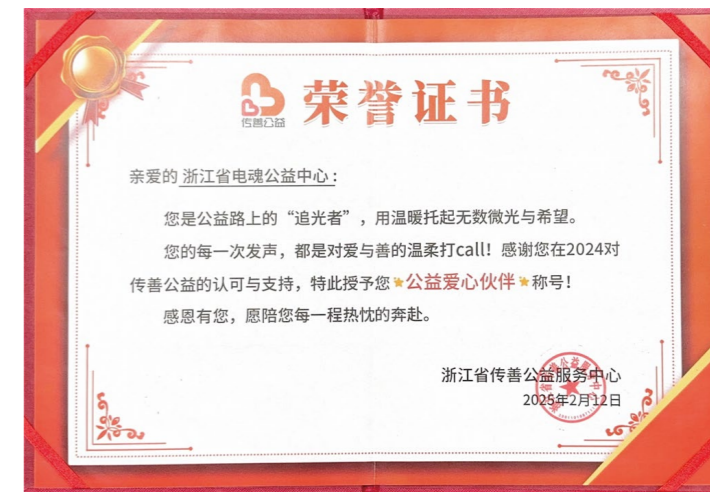 传善公益
荣誉证书
亲爱的 浙江省电魂公益中心：
您是公益路上的“追光者”，用温暖托起无数微光与希望。
您的每一次发声，都是对爱与善的温柔打call！感谢您在2024对
传善公益的认可与支持，特此授予您🌟公益爱心伙伴🌟称号！
感恩有您，愿陪您每一程热忱的奔赴。
浙江省传善公益服务中心
2025年2月12日